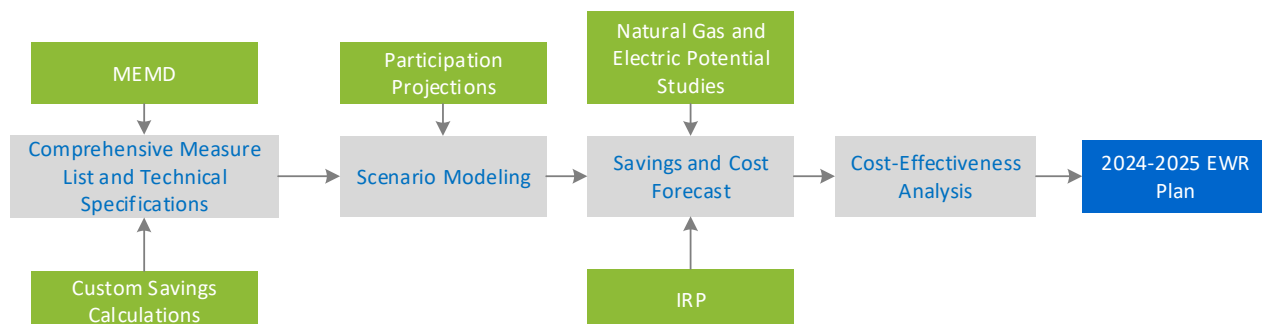 MEMD
Participation
Projections
Natural Gas and
Electric Potential
Studies
Comprehensive Measure
List and Technical
Specifications
Scenario Modeling
Savings and Cost
Forecast
Cost-Effectiveness
Analysis
2024-2025 EWR
Plan
Custom Savings
Calculations
IRP